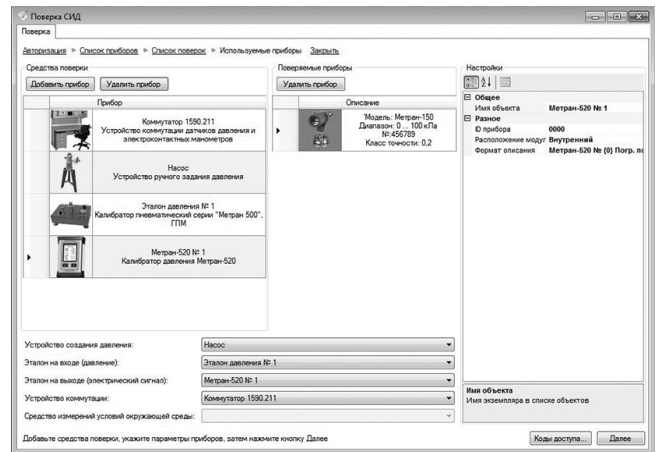 Поверка СИД
Поверка
Авторизация Список приборов Список поверок Используемые приборы Закрыть
Средства поверки
Добавить прибор Удалить прибор
Прибор
Коммутатор 1590.211
Устройство коммутации датчиков давления и
электроконтактных манометров
Насос
Устройство ручного задания давления
Эталон давления № 1
Калибратор пневматический серии "Метран 500",
ГПМ
Метран-520 № 1
Калибратор давления Метран-520
Поверяемые приборы
Удалить прибор
Описание
'Модель: Метран-150
Диапазон: 0 ... 100 кПа
№:456789
Класс точности: 0,2
Настройки
Общее
Имя объекта Метран-520 № 1
Разное
ID прибора 0000
Расположение модуг Внутренний
Формат описания Метран-520 № {0} Погр. по
Имя объекта
Имя экземпляра в списке объектов
Устройство создания давления: Насос
Эталон на входе (давление): Эталон давления № 1
Эталон на выходе (электрический сигнал): Метран-520 № 1
Устройство коммутации: Коммутатор 1590.211
Средство измерений условий окружающей среды:
Добавьте средства поверки, укажите параметры приборов, затем нажмите кнопку Далее
Коды доступа... Далее